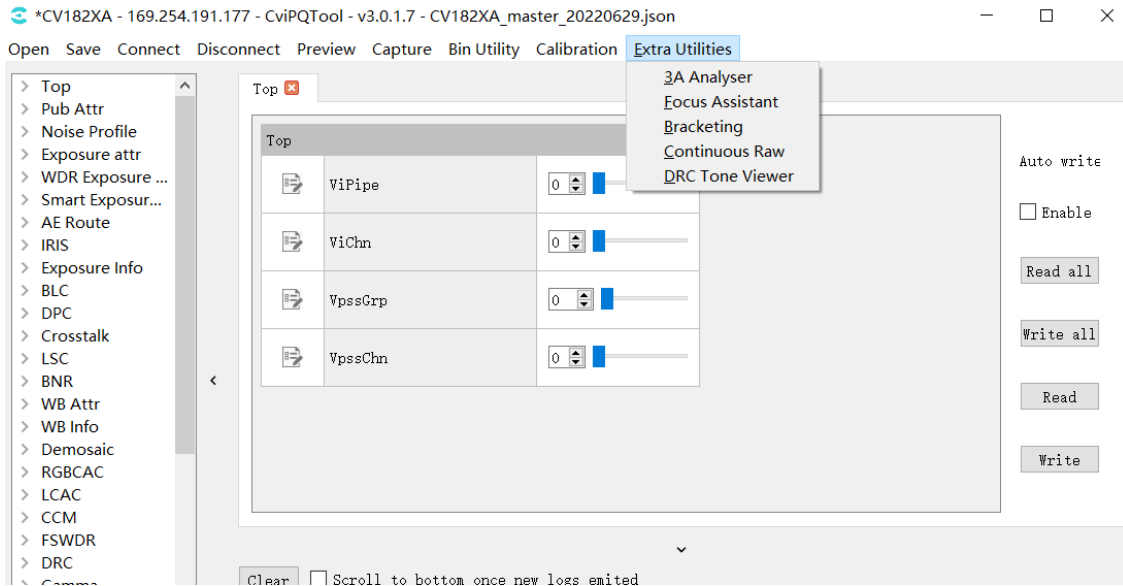 *CV182XA - 169.254.191.177 - CviPQTool - v3.0.1.7 - CV182XA_master_20220629.json
Open Save Connect Disconnect Preview Capture Bin Utility Calibration Extra Utilities
3A Analyser
Focus Assistant
Bracketing
Continuous Raw
DRC Tone Viewer
Top
Pub Attr
Noise Profile
Exposure attr
WDR Exposure ...
Smart Exposur...
AE Route
IRIS
Exposure Info
BLC
DPC
Crosstalk
LSC
BNR
WB Attr
WB Info
Demosaic
RGBCAC
LCAC
CCM
FSWDR
DRC
Gamma
Top
Top
ViPipe 0
ViChn 0
VpssGrp 0
VpssChn 0
Auto write
Enable
Read all
Write all
Read
Write
Clear Scroll to bottom once new logs emited